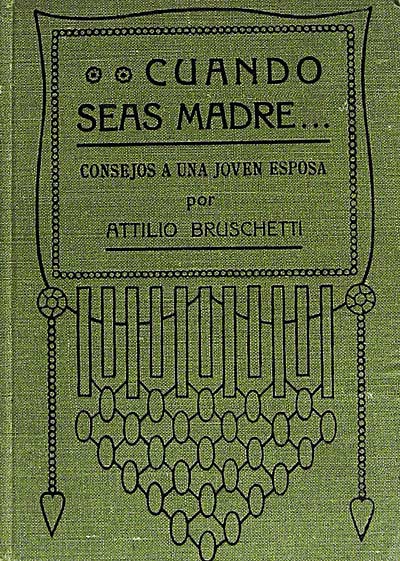 CUANDO
SEAS MADRE...
CONSEJOS A UNA JOVEN ESPOSA
por
ATTILIO BRUSCHETTI